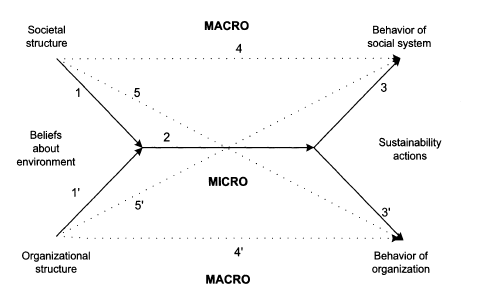 MACRO
Societal
structure
Behavior of
social system
4
1
5
3
2
Beliefs
about
environment
Sustainability
actions
MICRO
1'
5'
3'
4'
Organizational
structure
Behavior of
organization
MACRO